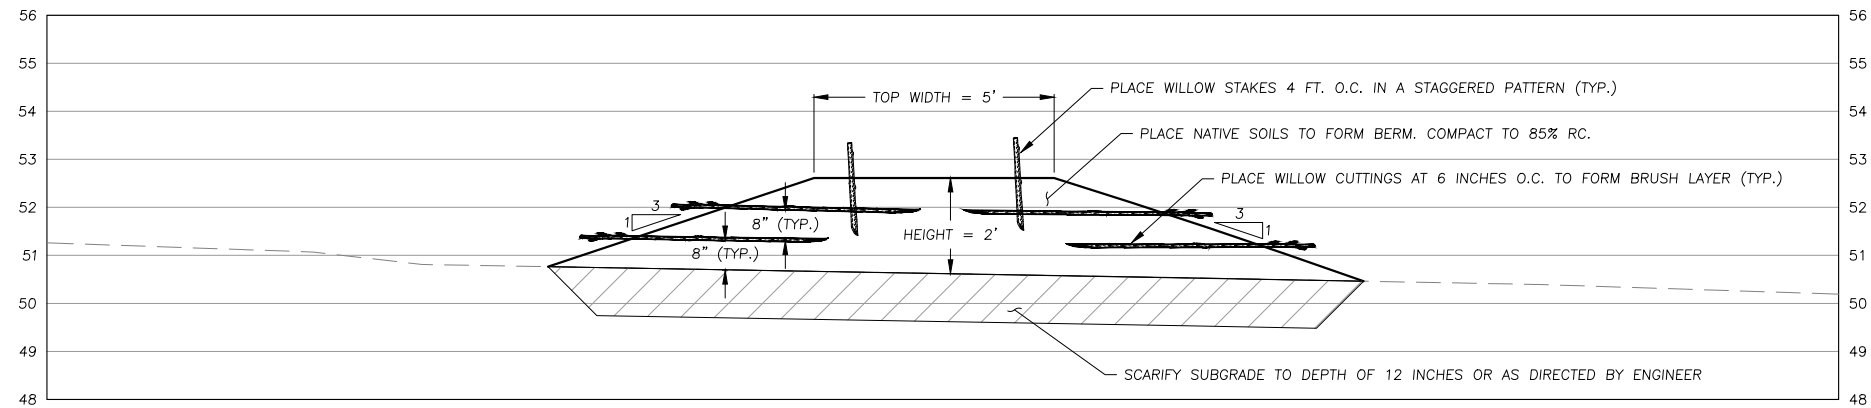 56 56
55 55
PLACE WILLOW STAKES 4 FT. O.C. IN A STAGGERED PATTERN (TYP.)
TOP WIDTH = 5'
54 54
PLACE NATIVE SOILS TO FORM BERM. COMPACT TO 85% RC.
53 53
PLACE WILLOW CUTTINGS AT 6 INCHES O.C. TO FORM BRUSH LAYER (TYP.)
52 52
3 3
1 1
8" (TYP.)
HEIGHT = 2'
8" (TYP.)
51 51
50 50
49 49
SCARIFY SUBGRADE TO DEPTH OF 12 INCHES OR AS DIRECTED BY ENGINEER
48 48